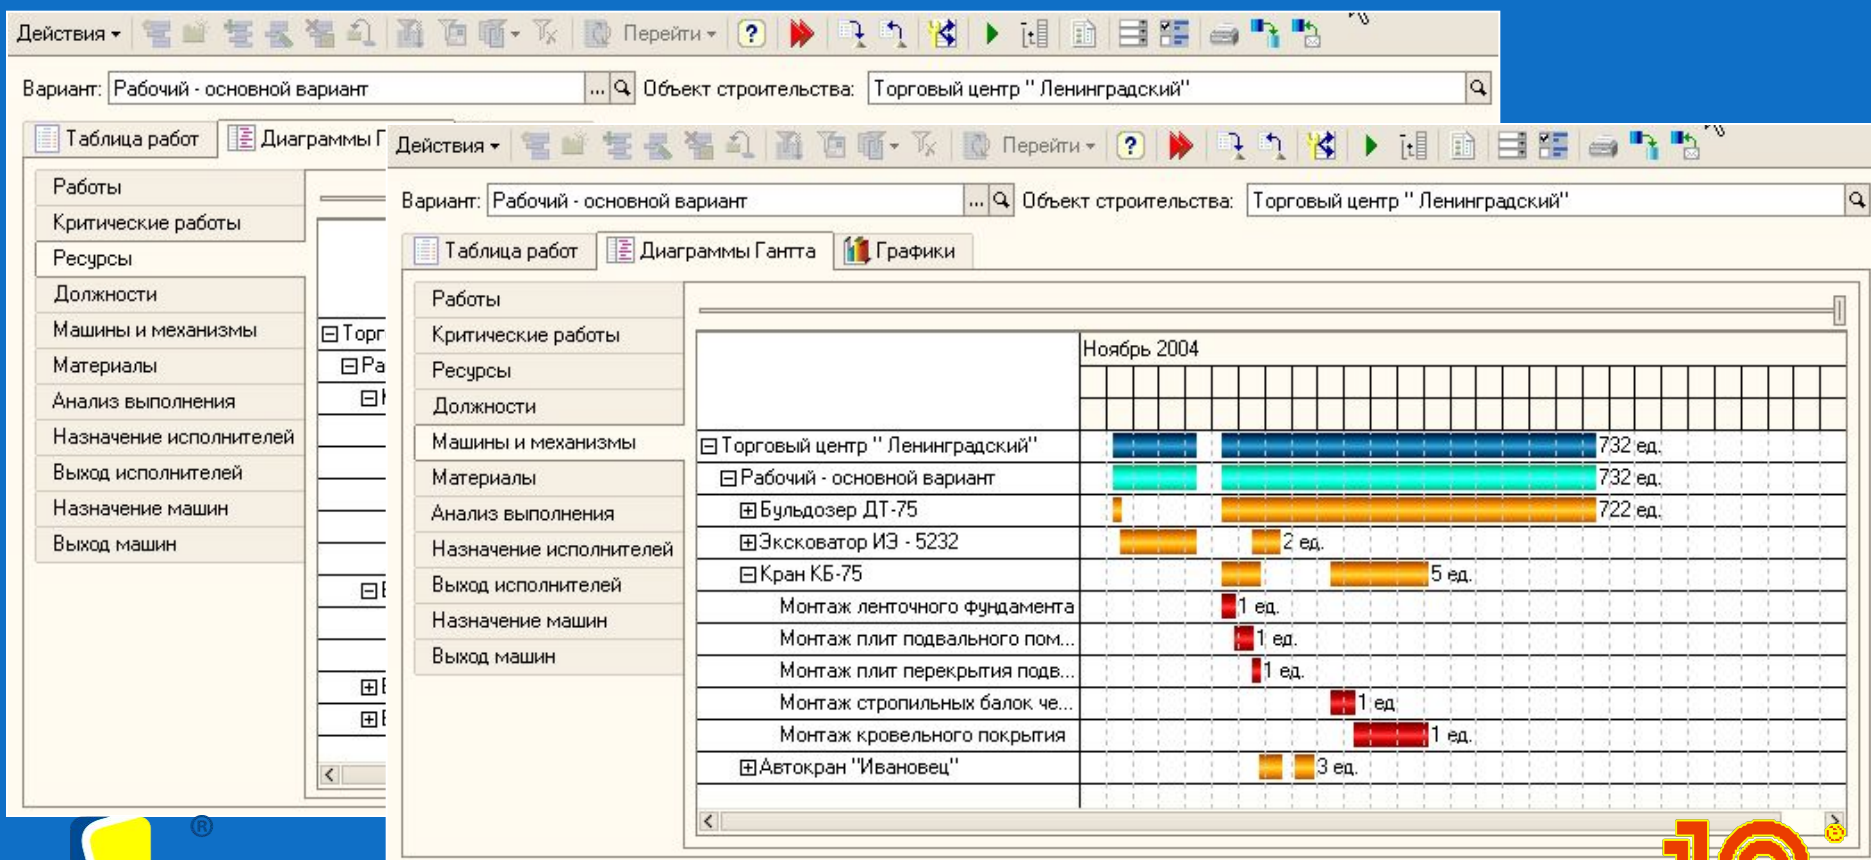 Действия Перейти
Вариант: Рабочий - основной вариант ... Объект строительства: Торговый центр " Ленинградский"
Таблица работ Диаграммы Г
Работы
Критические работы
Ресурсы
Должности
Машины и механизмы
Материалы
Анализ выполнения
Назначение исполнителей
Выход исполнителей
Назначение машин
Выход машин
Торг
Ра
Действия Перейти
Вариант: Рабочий - основной вариант ... Объект строительства: Торговый центр " Ленинградский"
Таблица работ Диаграммы Гантта Графики
Работы
Критические работы
Ресурсы
Должности
Машины и механизмы
Материалы
Анализ выполнения
Назначение исполнителей
Выход исполнителей
Назначение машин
Выход машин
Ноябрь 2004
Торговый центр " Ленинградский" 732 ед.
Рабочий - основной вариант 732 ед.
Бульдозер ДТ-75 722 ед.
Эксковатор ИЭ - 5232 2 ед.
Кран КБ-75 5 ед.
Монтаж ленточного фундамента 1 ед.
Монтаж плит подвального пом... 1 ед.
Монтаж плит перекрытия подв... 1 ед.
Монтаж стропильных балок че... 1 ед
Монтаж кровельного покрытия 1 ед.
Автокран "Ивановец" 3 ед.
®
1С®